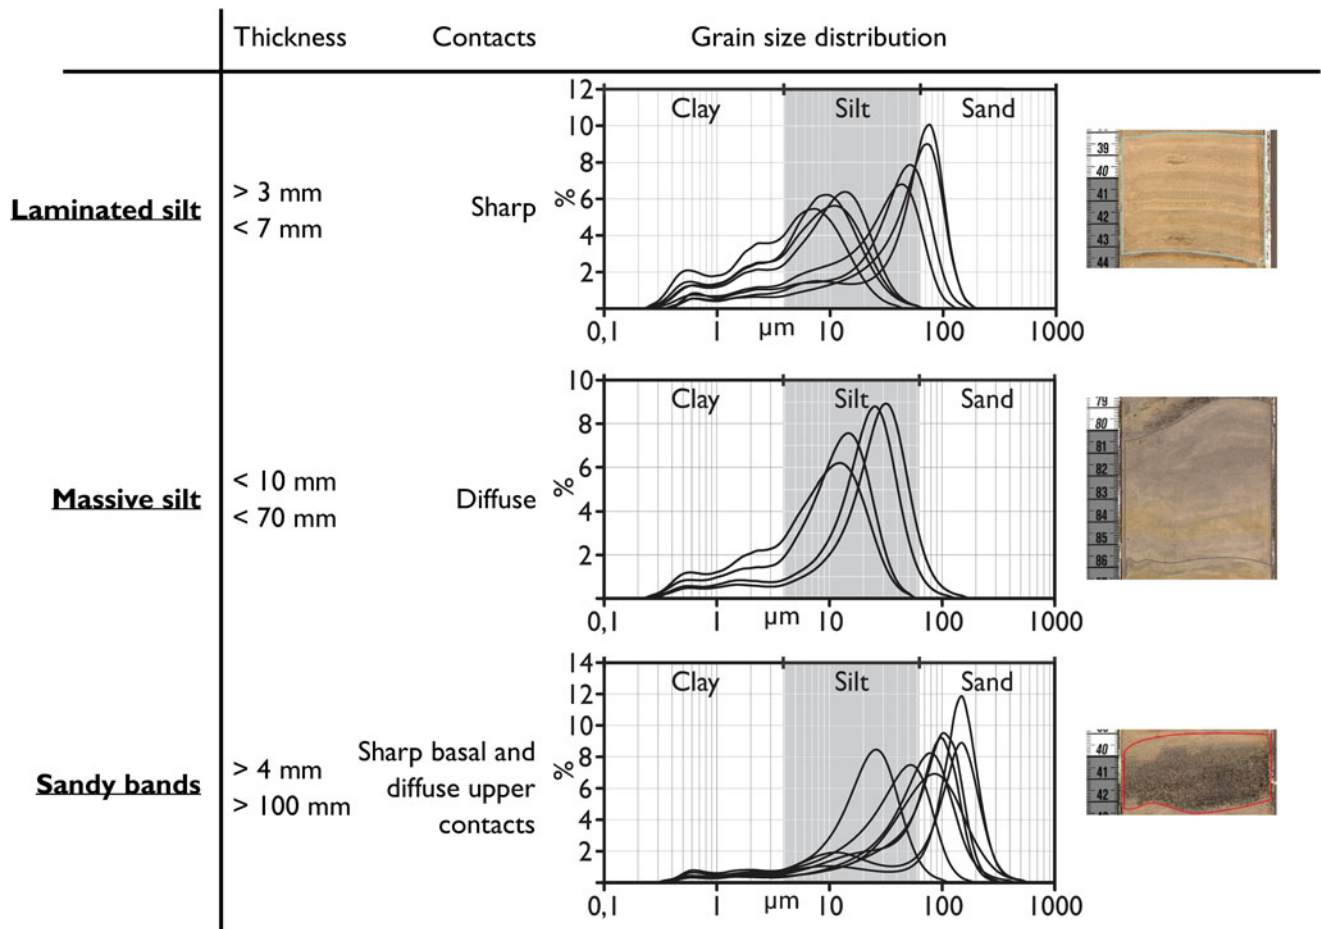 Thickness Contacts Grain size distribution
Laminated silt
> 3 mm
< 7 mm
Sharp
12
10
8
6
4
2
%
Clay Silt Sand
0,1 1 µm 10 100 1000
39
40
41
42
43
44
Massive silt
< 10 mm
< 70 mm
Diffuse
10
8
6
4
2
%
Clay Silt Sand
0,1 1 µm 10 100 1000
79
80
81
82
83
84
85
86
Sandy bands
> 4 mm
> 100 mm
Sharp basal and
diffuse upper
contacts
14
12
10
8
6
4
2
%
Clay Silt Sand
0,1 1 µm 10 100 1000
40
41
42